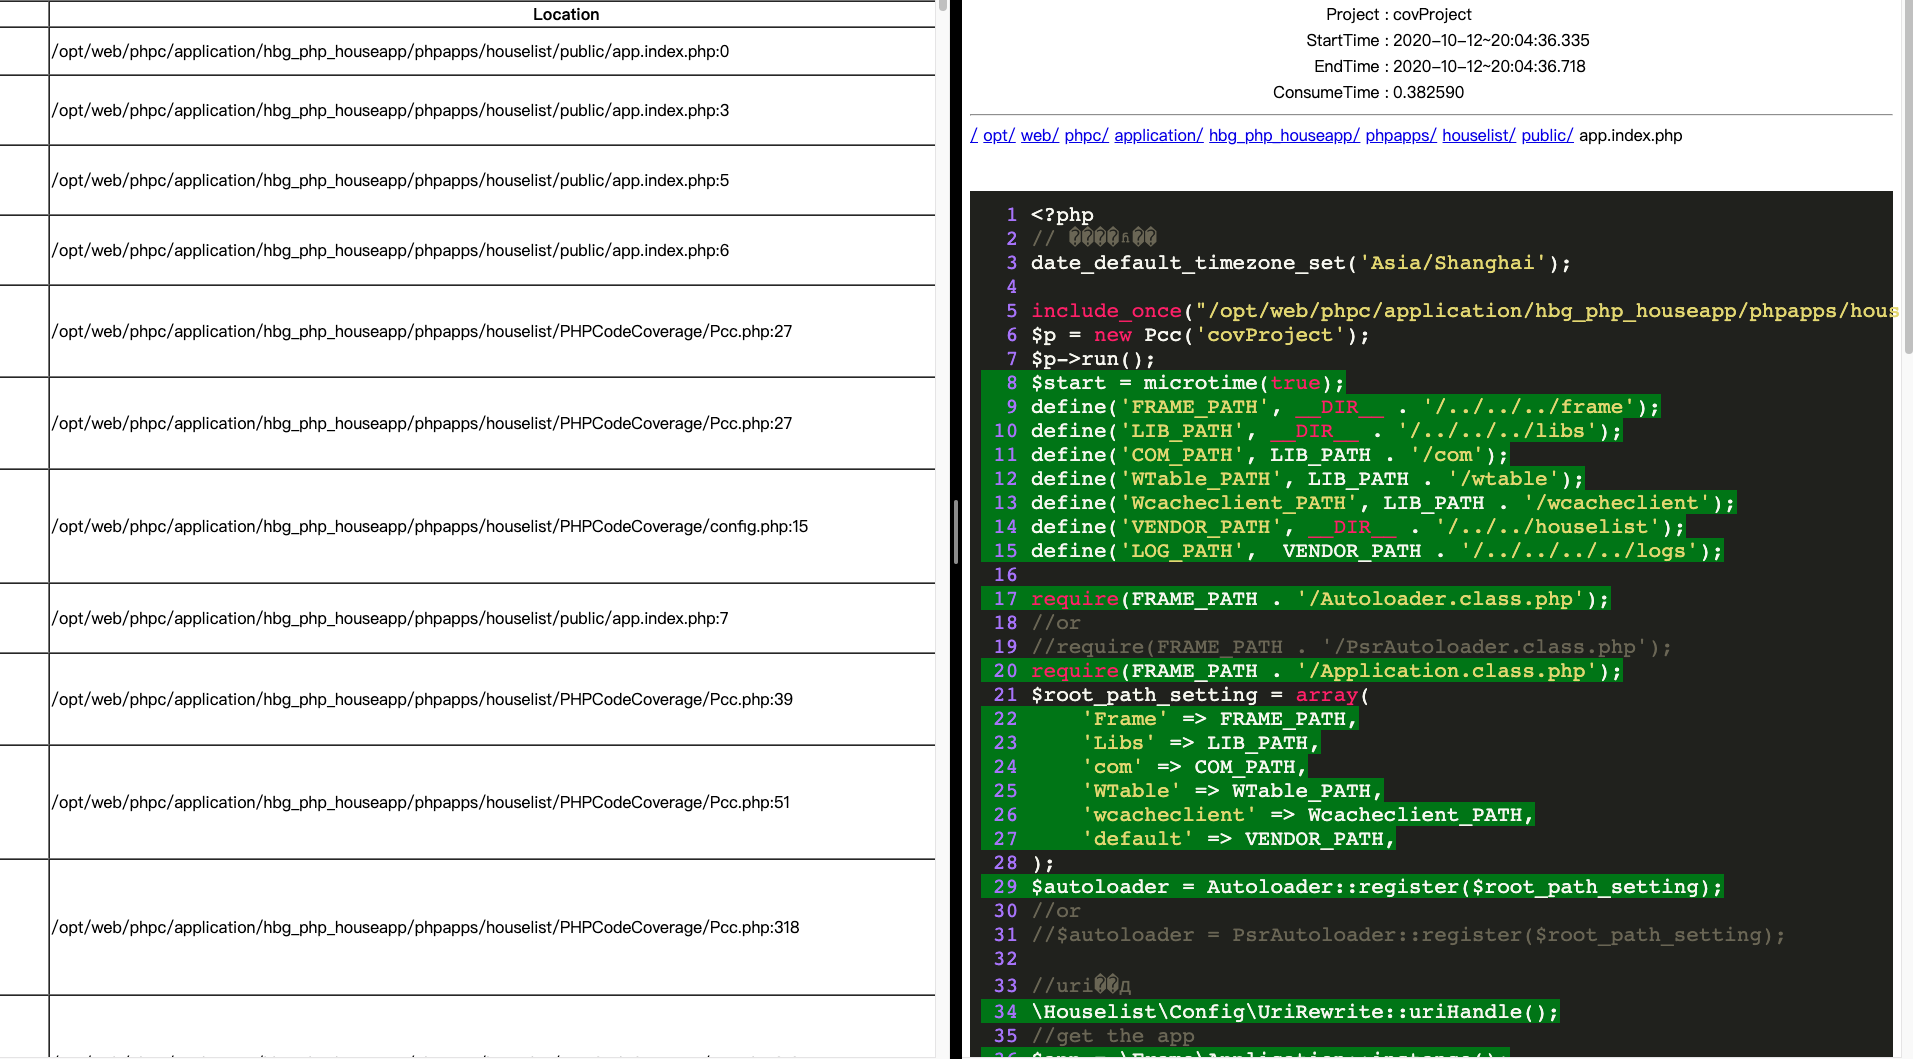 Location
/opt/web/phpc/application/hbg_php_houseapp/phpapps/houselist/public/app.index.php:0
/opt/web/phpc/application/hbg_php_houseapp/phpapps/houselist/public/app.index.php:3
/opt/web/phpc/application/hbg_php_houseapp/phpapps/houselist/public/app.index.php:5
/opt/web/phpc/application/hbg_php_houseapp/phpapps/houselist/public/app.index.php:6
/opt/web/phpc/application/hbg_php_houseapp/phpapps/houselist/PHPCodeCoverage/Pcc.php:27
/opt/web/phpc/application/hbg_php_houseapp/phpapps/houselist/PHPCodeCoverage/Pcc.php:27
/opt/web/phpc/application/hbg_php_houseapp/phpapps/houselist/PHPCodeCoverage/config.php:15
/opt/web/phpc/application/hbg_php_houseapp/phpapps/houselist/public/app.index.php:7
/opt/web/phpc/application/hbg_php_houseapp/phpapps/houselist/PHPCodeCoverage/Pcc.php:39
/opt/web/phpc/application/hbg_php_houseapp/phpapps/houselist/PHPCodeCoverage/Pcc.php:51
/opt/web/phpc/application/hbg_php_houseapp/phpapps/houselist/PHPCodeCoverage/Pcc.php:318
Project : covProject
StartTime : 2020-10-12~20:04:36.335
EndTime : 2020-10-12~20:04:36.718
ConsumeTime : 0.382590
/ opt/ web/ phpc/ application/ hbg_php_houseapp/ phpapps/ houselist/ public/ app.index.php
1 <?php
2 // ����ʱ��
3 date_default_timezone_set('Asia/Shanghai');
4
5 include_once("/opt/web/phpc/application/hbg_php_houseapp/phpapps/hous
6 $p = new Pcc('covProject');
7 $p->run();
8 $start = microtime(true);
9 define('FRAME_PATH', __DIR__ . '/../../../frame');
10 define('LIB_PATH', __DIR__ . '/../../../libs');
11 define('COM_PATH', LIB_PATH . '/com');
12 define('WTable_PATH', LIB_PATH . '/wtable');
13 define('Wcacheclient_PATH', LIB_PATH . '/wcacheclient');
14 define('VENDOR_PATH', __DIR__ . '/../../houselist');
15 define('LOG_PATH',  VENDOR_PATH . '/../../../../logs');
16
17 require(FRAME_PATH . '/Autoloader.class.php');
18 //or
19 //require(FRAME_PATH . '/PsrAutoloader.class.php');
20 require(FRAME_PATH . '/Application.class.php');
21 $root_path_setting = array(
22     'Frame' => FRAME_PATH,
23     'Libs' => LIB_PATH,
24     'com' => COM_PATH,
25     'WTable' => WTable_PATH,
26     'wcacheclient' => Wcacheclient_PATH,
27     'default' => VENDOR_PATH,
28 );
29 $autoloader = Autoloader::register($root_path_setting);
30 //or
31 //$autoloader = PsrAutoloader::register($root_path_setting);
32
33 //uri��д
34 \Houselist\Config\UriRewrite::uriHandle();
35 //get the app
36 $app = \Frame\Application::instance();